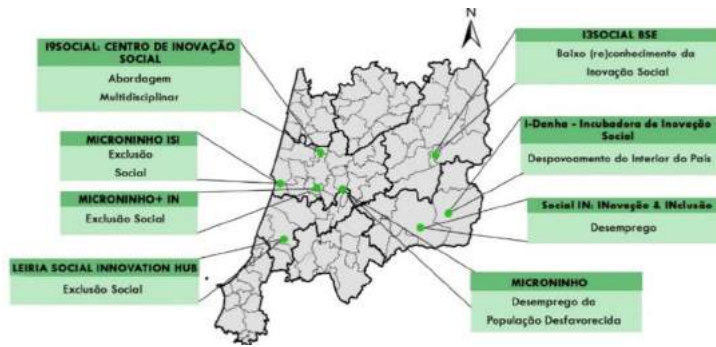 N
I9SOCIAL: CENTRO DE INOVAÇÃO
SOCIAL
Abordagem
Multidisciplinar
MICRONINHO ISI
Exclusão
Social
MICRONINHO+ IN
Exclusão Social
LEIRIA SOCIAL INNOVATION HUB
Exclusão Social
I3SOCIAL BSE
Baixo (re)conhecimento da
Inovação Social
I-Danha - Incubadora de Inovação
Social
Despovoamento do Interior do País
Social IN: INovação & INclusão
Desemprego
MICRONINHO
Desemprego da
População Desfavorecida